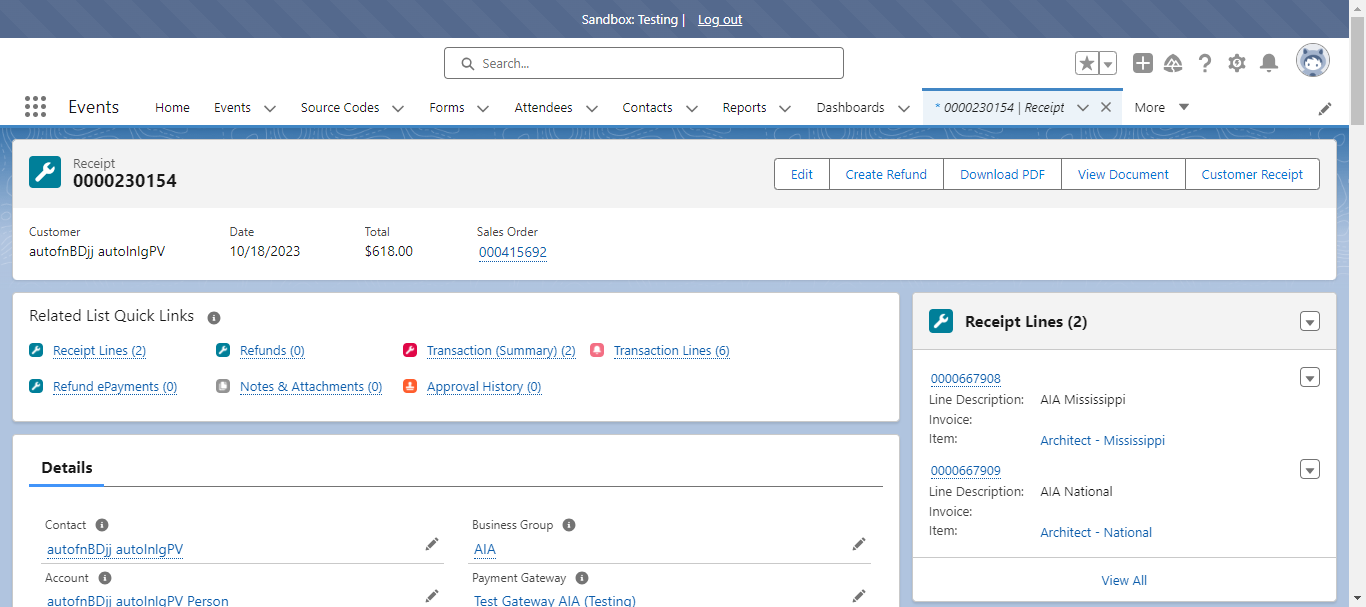 Sandbox: Testing | Log out
Search...
Events Home Events Source Codes Forms Attendees Contacts Reports Dashboards * 0000230154 | Receipt More
Receipt
0000230154
Edit Create Refund Download PDF View Document Customer Receipt
Customer Date Total Sales Order
autofnBDjj autolnlgPV 10/18/2023 $618.00 000415692
Related List Quick Links
Receipt Lines (2) Refunds (0) Transaction (Summary) (2) Transaction Lines (6)
Refund ePayments (0) Notes & Attachments (0) Approval History (0)
Details
Contact Business Group
autofnBDjj autolnlgPV AIA
Account Payment Gateway
autofnBDjj autolnlgPV Person Test Gateway AIA (Testing)
Receipt Lines (2)
0000667908
Line Description: AIA Mississippi
Invoice:
Item: Architect - Mississippi
0000667909
Line Description: AIA National
Invoice:
Item: Architect - National
View All